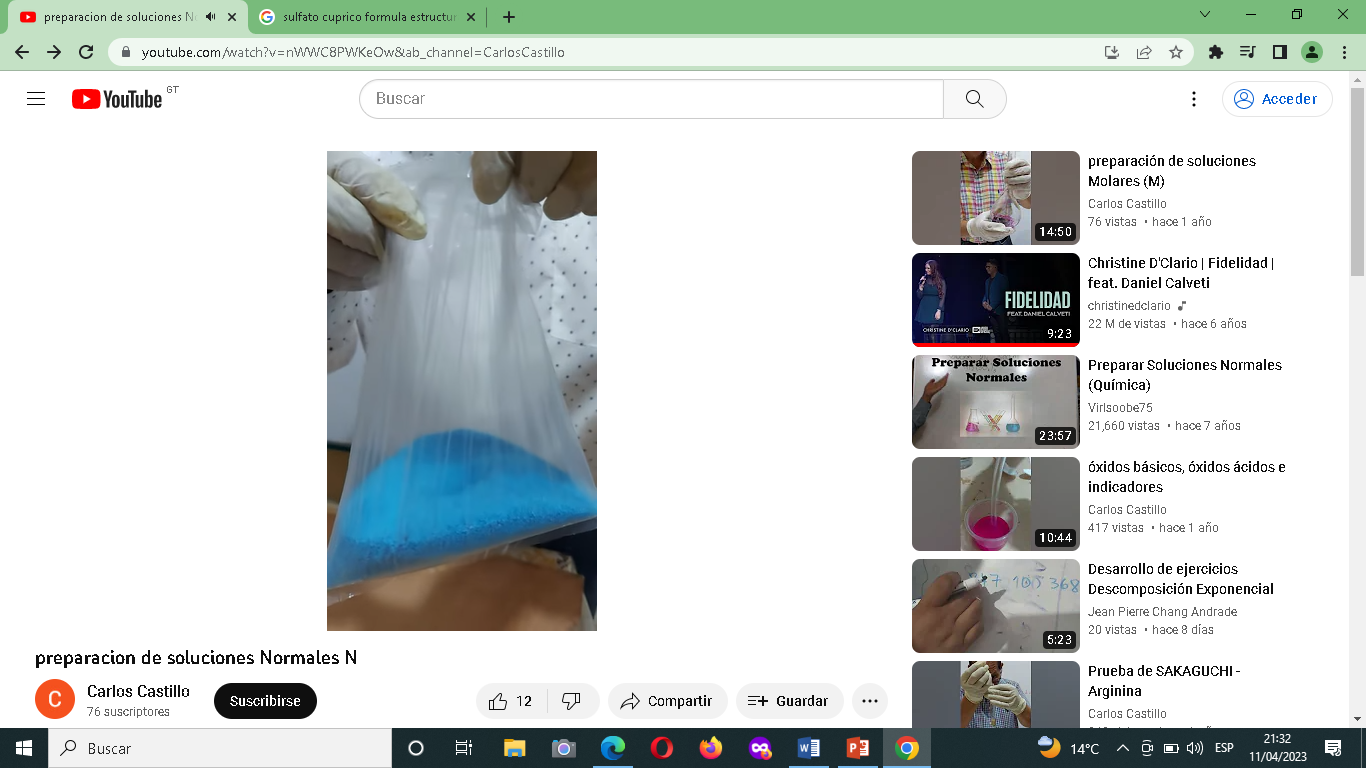 preparacion de soluciones N
sulfato cuprico formula estructur
youtube.com/watch?v=nWWC8PWKeOw&ab_channel=CarlosCastillo
YouTube GT
Buscar
Acceder
preparación de soluciones
Molares (M)
Carlos Castillo
76 vistas • hace 1 año
14:50
FIDELIDAD
FEAT. DANIEL CALVETI
CHRISTINE D'CLARIO
9:23
Christine D'Clario | Fidelidad |
feat. Daniel Calveti
christinedclario
22 M de vistas • hace 6 años
Preparar Soluciones
Normales
23:57
Preparar Soluciones Normales
(Química)
Virlsoobe75
21,660 vistas • hace 7 años
10:44
óxidos básicos, óxidos ácidos e
indicadores
Carlos Castillo
417 vistas • hace 1 año
5:23
Desarrollo de ejercicios
Descomposición Exponencial
Jean Pierre Chang Andrade
20 vistas • hace 8 días
Prueba de SAKAGUCHI -
Arginina
Carlos Castillo
preparacion de soluciones Normales N
C
Carlos Castillo
76 suscriptores
Suscribirse
12
Compartir
Guardar
Buscar
14°C
ESP
21:32
11/04/2023